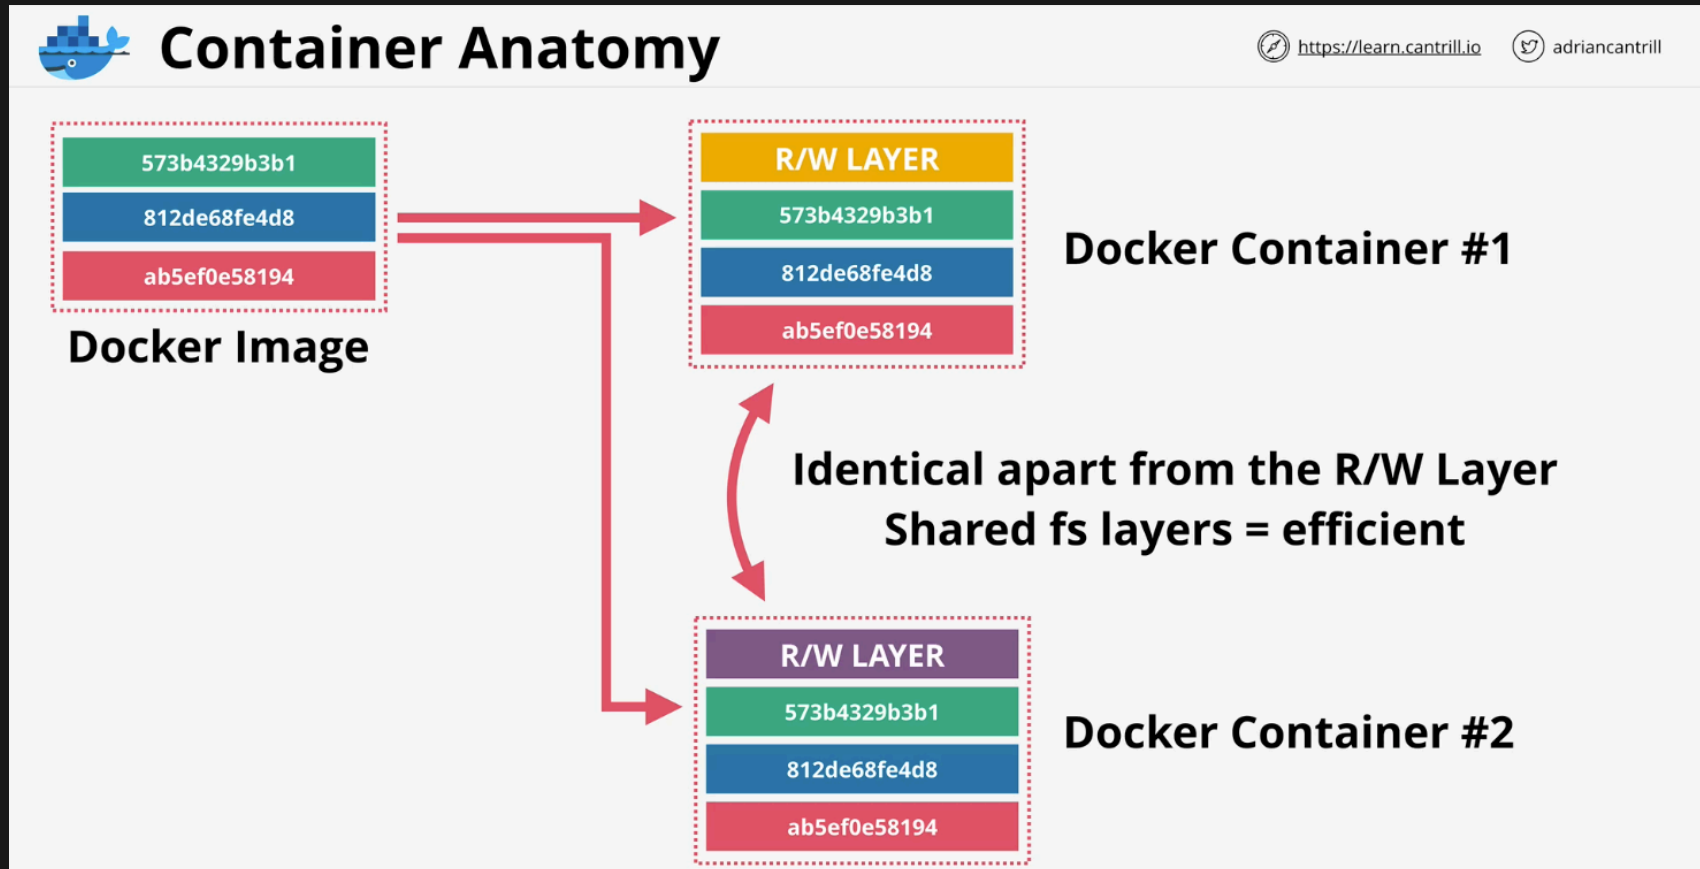 Container Anatomy
https://learn.cantrill.io
adriancantrill
573b4329b3b1
812de68fe4d8
ab5ef0e58194
Docker Image
R/W LAYER
573b4329b3b1
812de68fe4d8
ab5ef0e58194
Docker Container #1
Identical apart from the R/W Layer
Shared fs layers = efficient
R/W LAYER
573b4329b3b1
812de68fe4d8
ab5ef0e58194
Docker Container #2